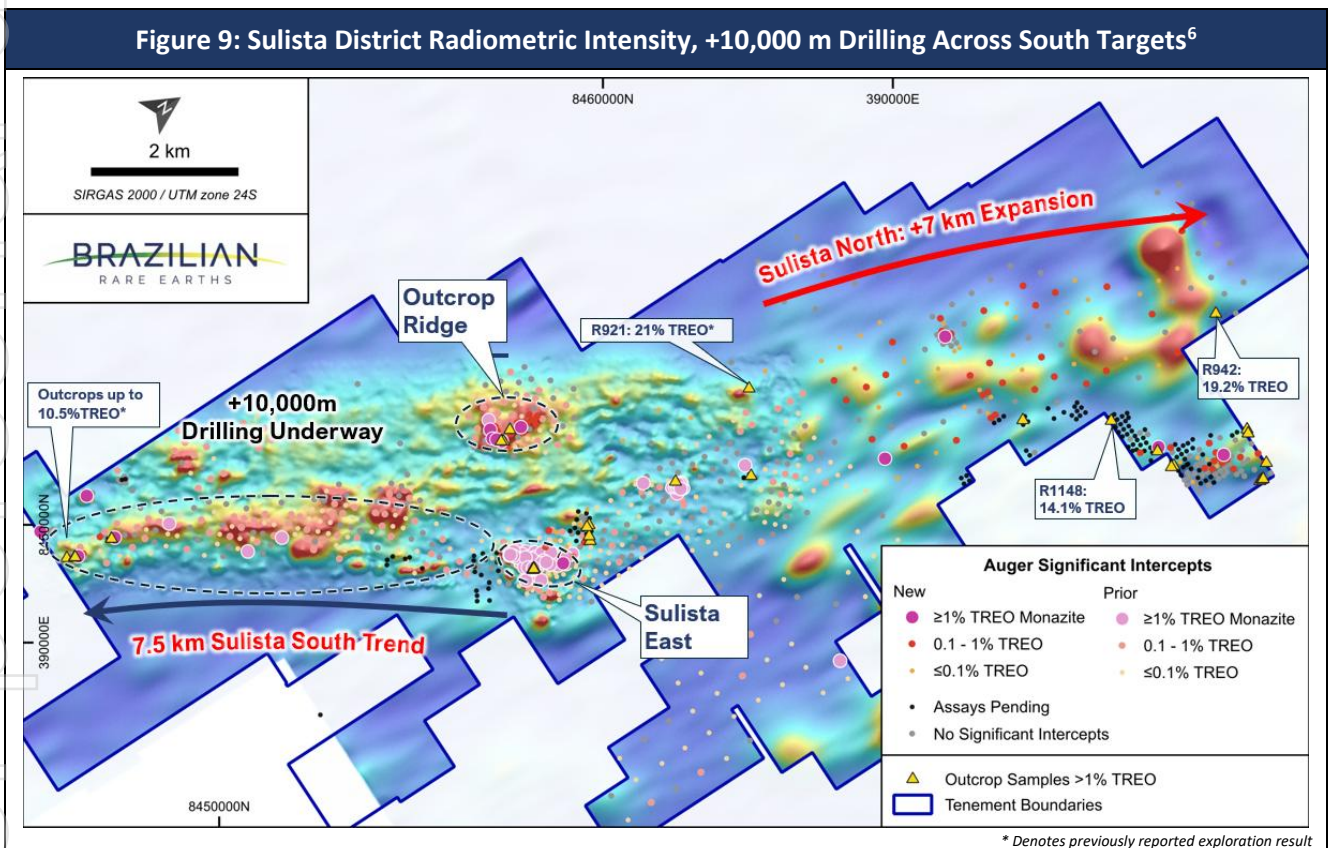 Figure 9: Sulista District Radiometric Intensity, +10,000 m Drilling Across South Targets6
N
2 km
SIRGAS 2000 / UTM zone 24S
BRAZILIAN
RARE EARTHS
8460000N
390000E
Sulista North: +7 km Expansion
Outcrop
Ridge
R921: 21% TREO*
R942:
19.2% TREO
Outcrops up to
10.5%TREO*
+10,000m
Drilling Underway
R1148:
14.1% TREO
390000E
7.5 km Sulista South Trend
Sulista
East
8450000N
Auger Significant Intercepts
New
Prior
≥1% TREO Monazite
≥1% TREO Monazite
0.1 - 1% TREO
0.1 - 1% TREO
≤0.1% TREO
≤0.1% TREO
Assays Pending
No Significant Intercepts
Outcrop Samples >1% TREO
Tenement Boundaries
* Denotes previously reported exploration result